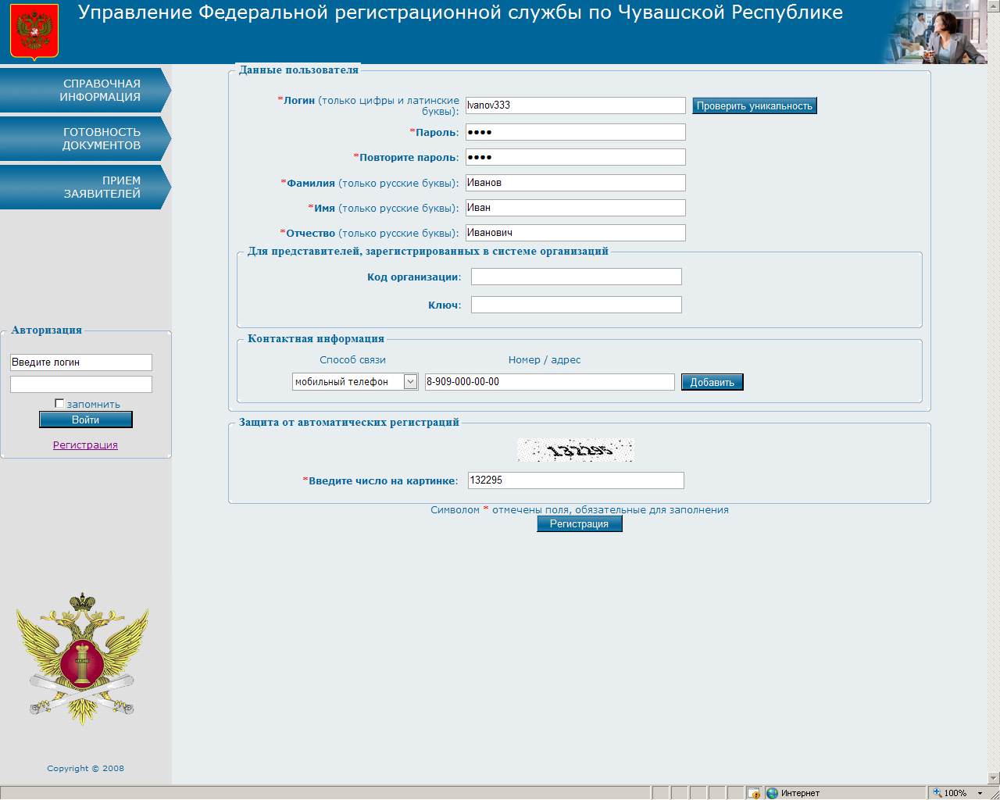 Управление Федеральной регистрационной службы по Чувашской Республике
СПРАВОЧНАЯ
ИНФОРМАЦИЯ
ГОТОВНОСТЬ
ДОКУМЕНТОВ
ПРИЕМ
ЗАЯВИТЕЛЕЙ
Авторизация
Введите логин
запомнить
Войти
Регистрация
Copyright © 2008
Данные пользователя
*Логин (только цифры и латинские
буквы): Ivanov333 Проверить уникальность
*Пароль: ●●●●
*Повторите пароль: ●●●●
*Фамилия (только русские буквы): Иванов
*Имя (только русские буквы): Иван
*Отчество (только русские буквы): Иванович
Для представителей, зарегистрированных в системе организаций
Код организации:
Ключ:
Контактная информация
Способ связи Номер / адрес
мобильный телефон 8-909-000-00-00 Добавить
Защита от автоматических регистраций
132295
*Введите число на картинке: 132295
Символом * отмечены поля, обязательные для заполнения
Регистрация
Интернет 100%